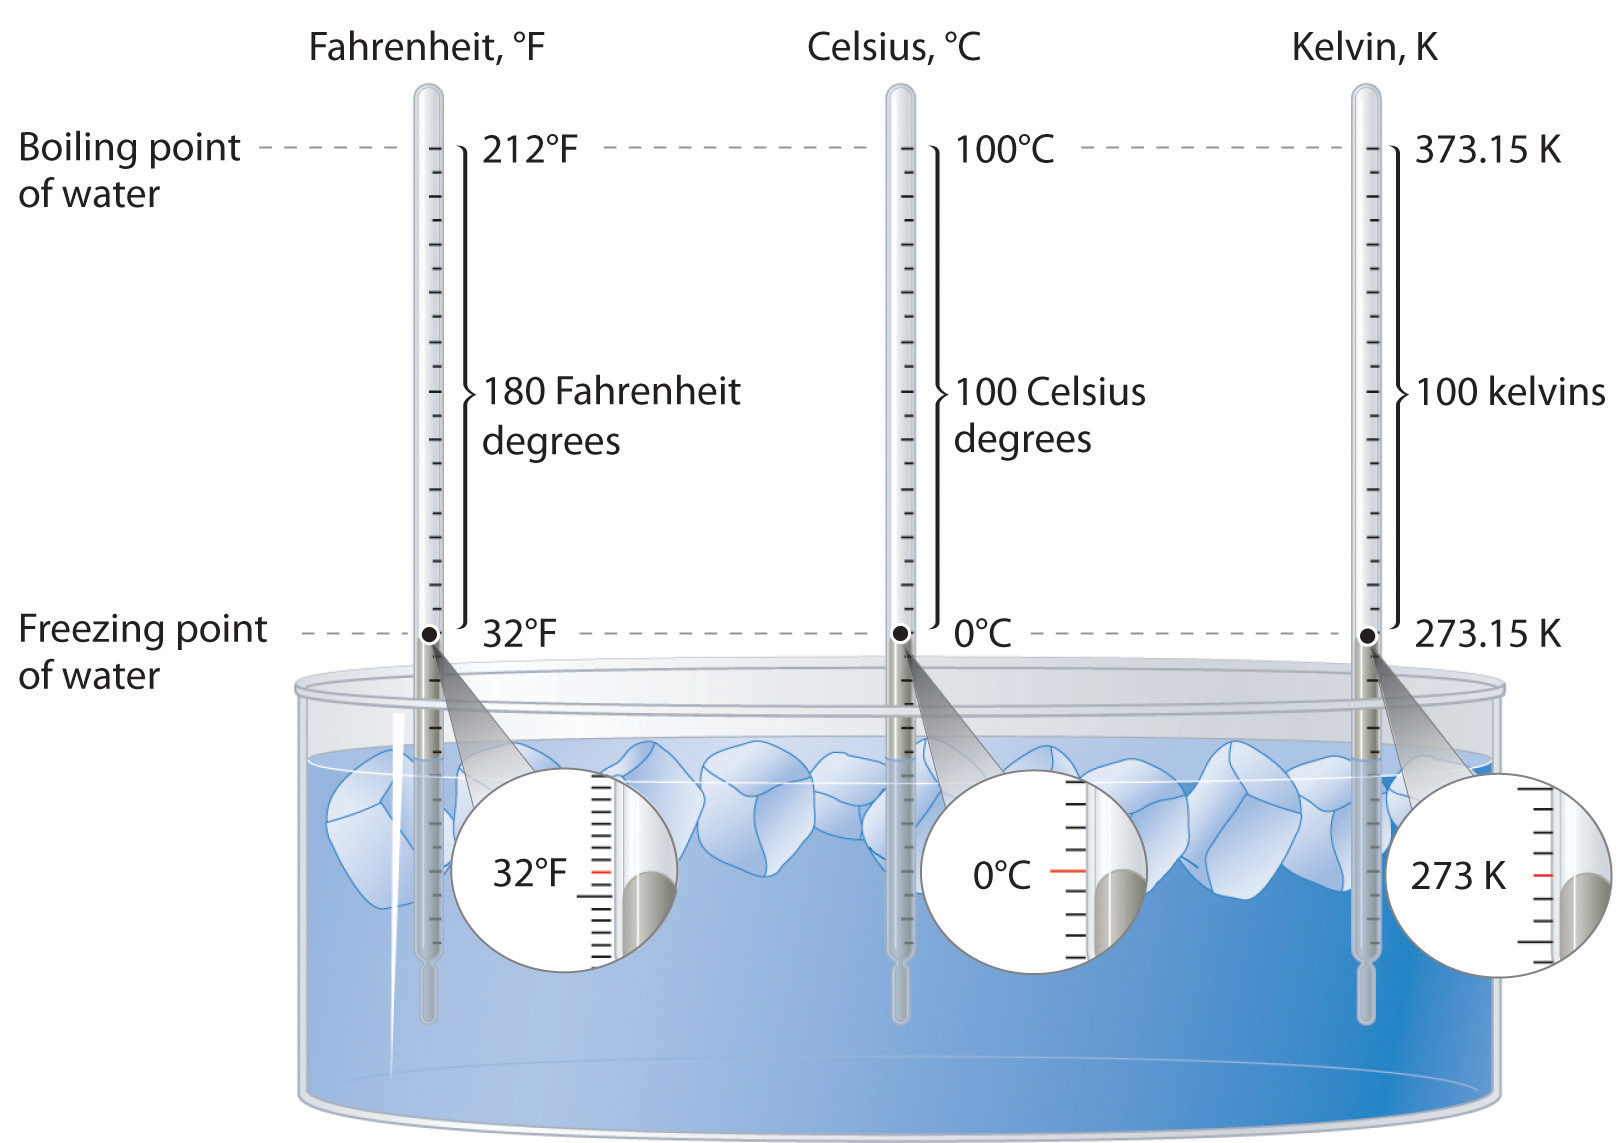 Fahrenheit, °F
Celsius, °C
Kelvin, K
Boiling point
of water
212°F
100°C
373.15 K
180 Fahrenheit
degrees
100 Celsius
degrees
100 kelvins
Freezing point
of water
32°F
0°C
273.15 K
32°F
0°C
273 K